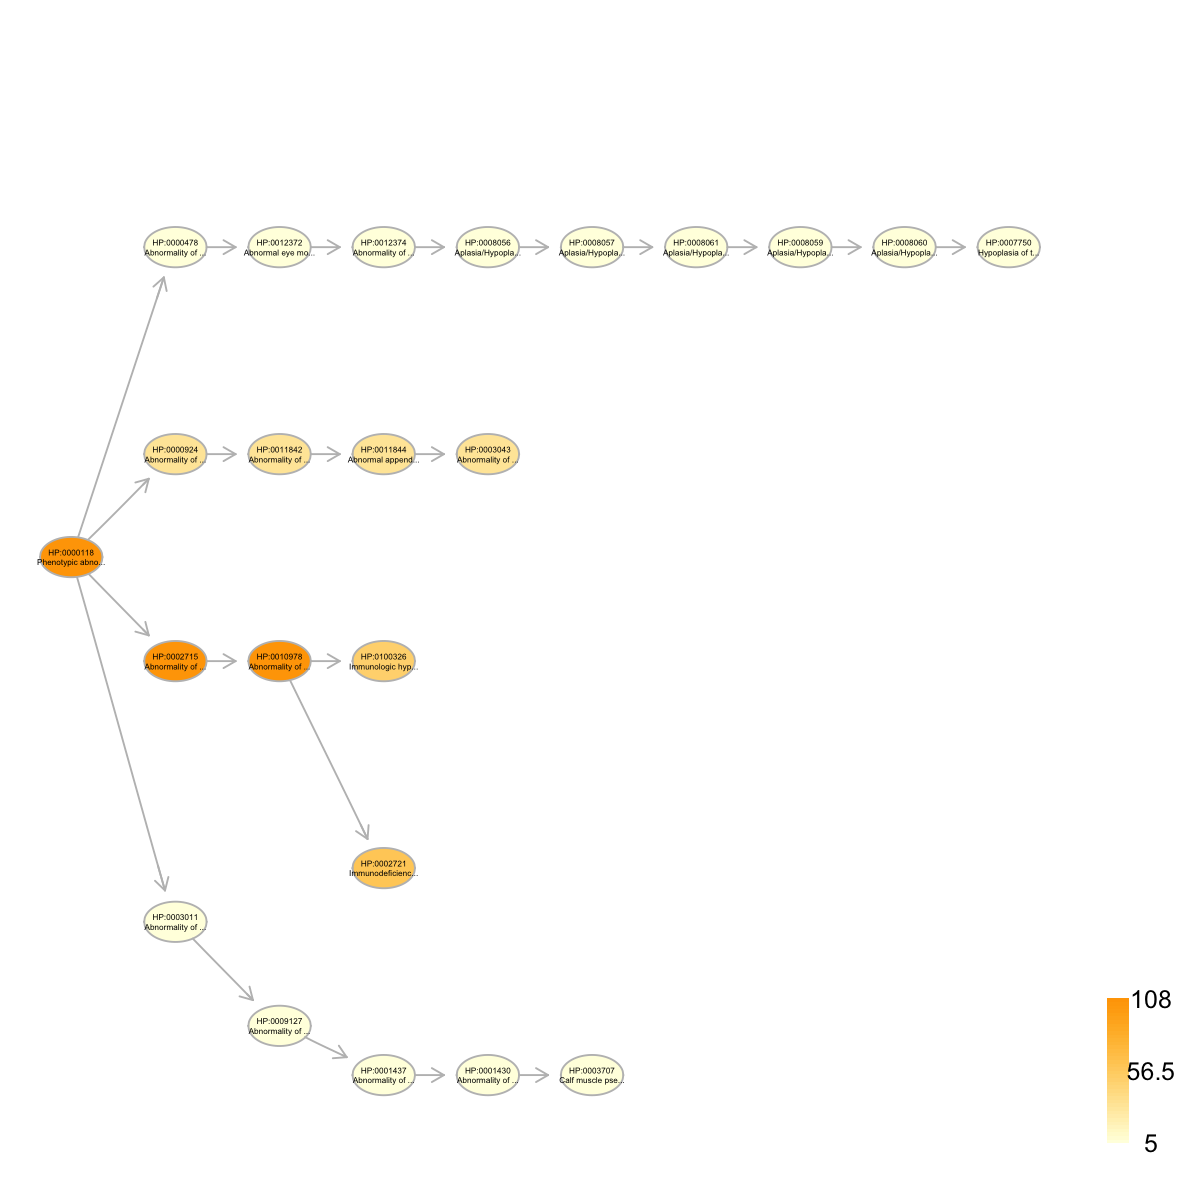 HP:0000478
Abnormality of ...
HP:0012372
Abnormal eye mo...
HP:0012374
Abnormality of ...
HP:0008056
Aplasia/Hypopla...
HP:0008057
Aplasia/Hypopla...
HP:0008061
Aplasia/Hypopla...
HP:0008059
Aplasia/Hypopla...
HP:0008060
Aplasia/Hypopla...
HP:0007750
Hypoplasia of t...
HP:0000924
Abnormality of ...
HP:0011842
Abnormality of ...
HP:0011844
Abnormal append...
HP:0003043
Abnormality of ...
HP:0000118
Phenotypic abno...
HP:0002715
Abnormality of ...
HP:0010978
Abnormality of ...
HP:0100326
Immunologic hyp...
HP:0002721
Immunodeficienc...
HP:0003011
Abnormality of ...
HP:0009127
Abnormality of ...
HP:0001437
Abnormality of ...
HP:0001430
Abnormality of ...
HP:0003707
Calf muscle pse...
108
56.5
5